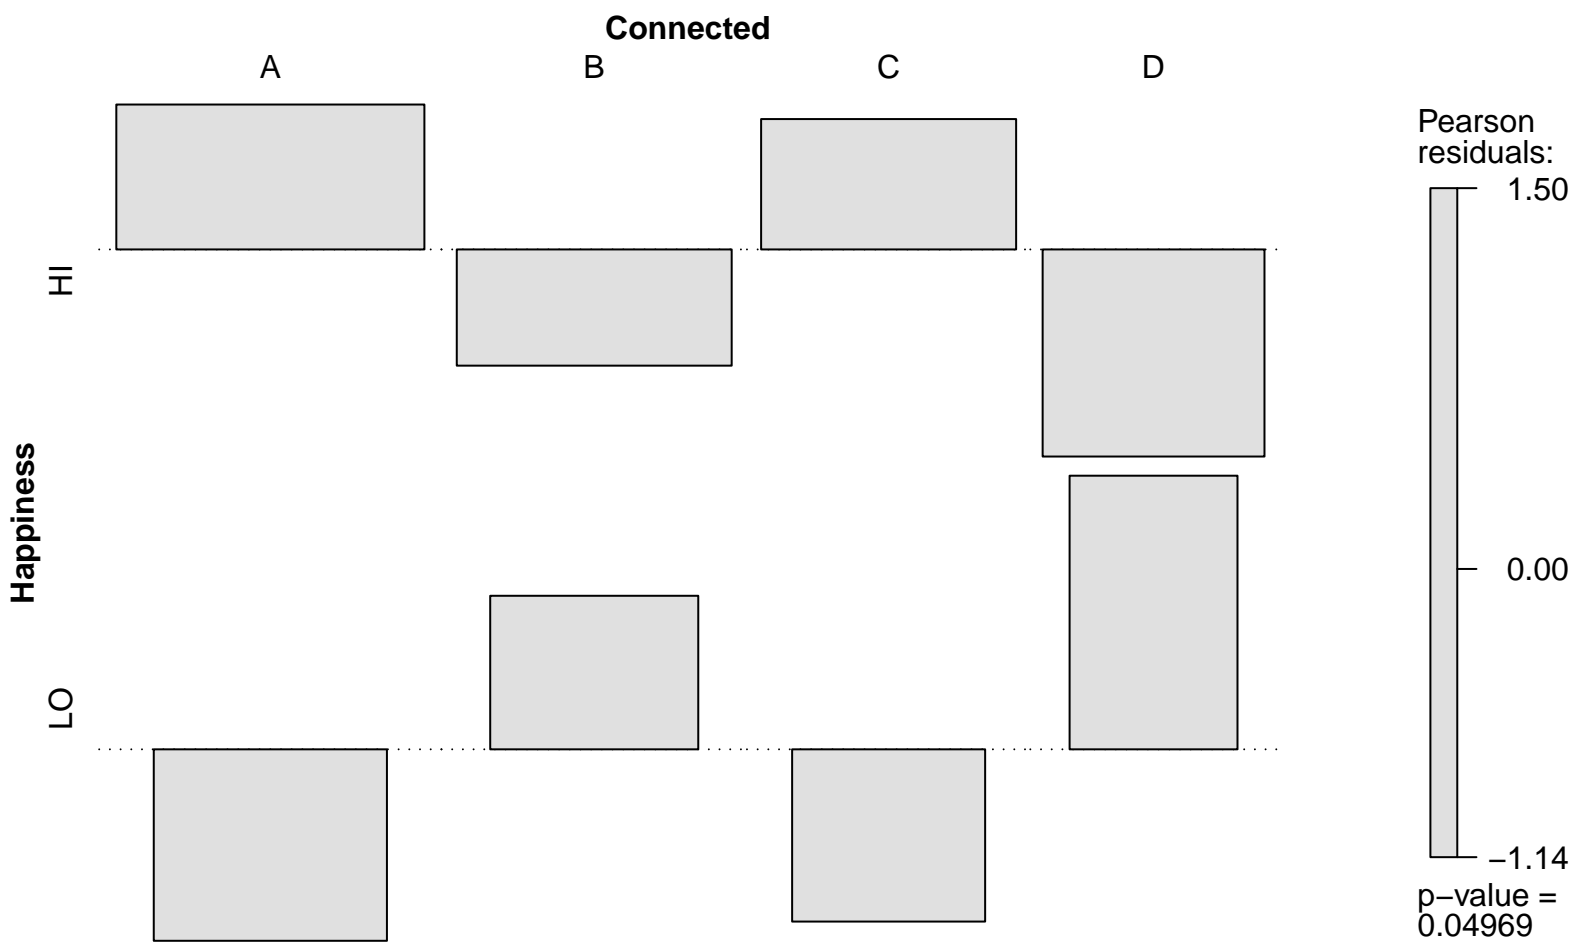 Connected
A B C D
Pearson
residuals:
1.50
HI
Happiness
0.00
LO
−1.14
p−value =
0.04969